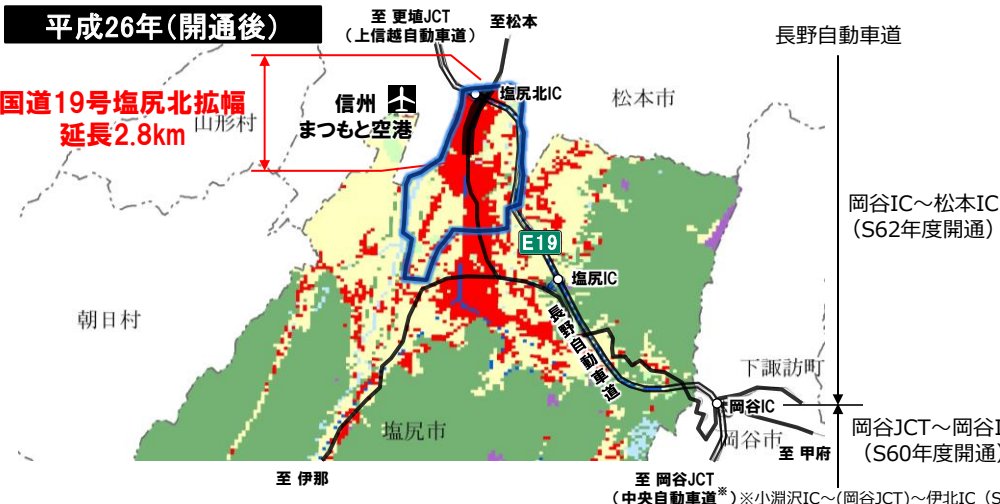 平成26年(開通後)
至 更埴JCT
(上信越自動車道)
至松本
長野自動車道
国道19号塩尻北拡幅
延長2.8km
山形村
信州
まつもと空港
塩尻北IC
松本市
岡谷IC～松本IC
(S62年度開通)
E19
塩尻IC
朝日村
長野自動車道
下諏訪町
岡谷IC
塩尻市
岡谷市
岡谷JCT～岡谷I
(S60年度開通)
至 甲府
至 伊那
至 岡谷JCT
(中央自動車道※)※小淵沢IC～(岡谷JCT)～伊北IC (S